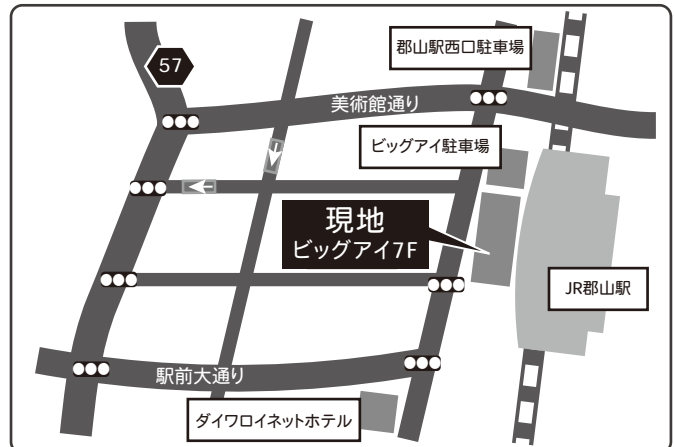 郡山駅西口駐車場
57
美術館通り
ビッグアイ駐車場
現地
ビッグアイ7F
JR郡山駅
駅前大通り
ダイワロイネットホテル